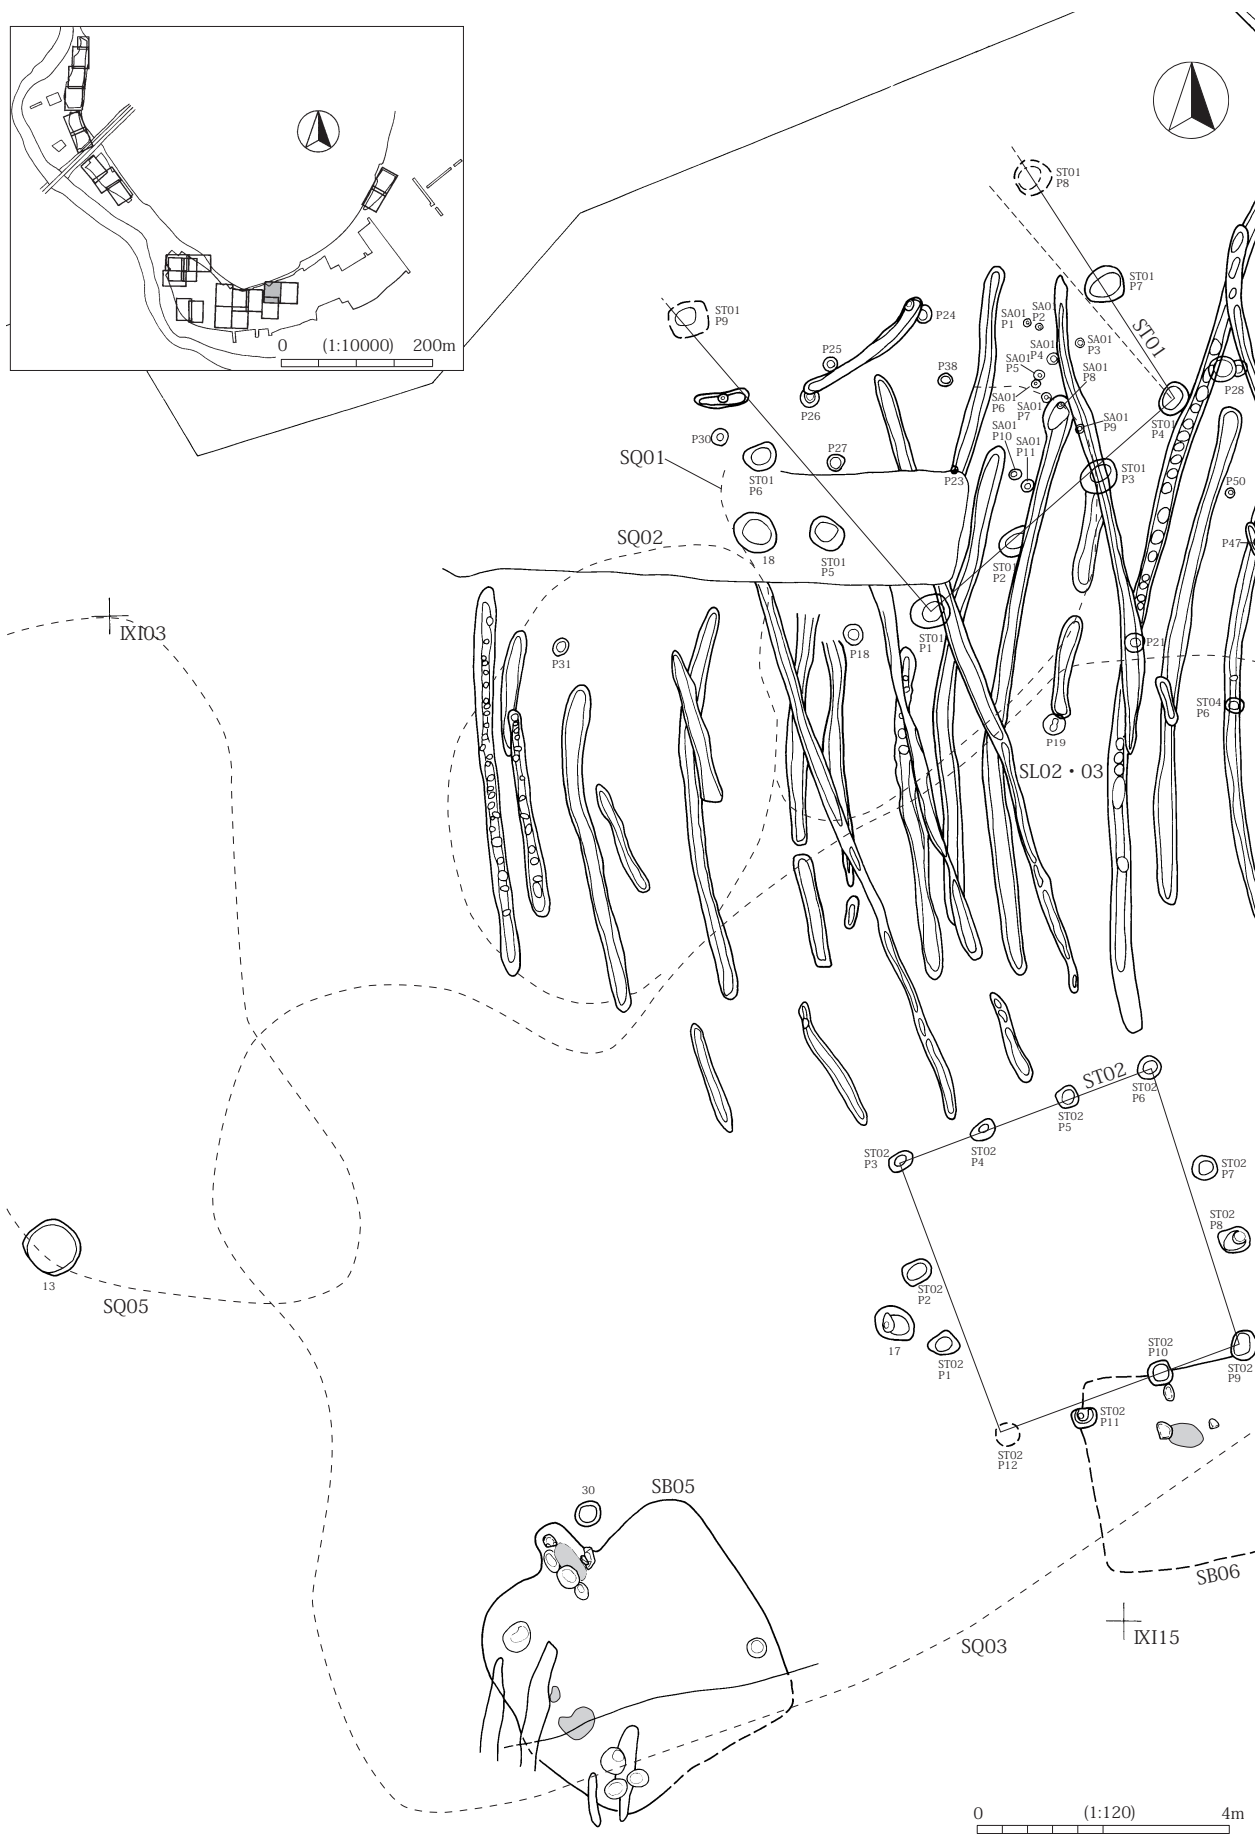 0 (1:10000) 200m
ST01
P8
ST01
P7
ST01
ST01
P9
P24
SA01
P1
SA01
P2
SA01
P3
SA01
P4
SA01
P5
SA01
P6
SA01
P7
SA01
P8
SA01
P9
SA01
P10
SA01
P11
P25
P38
P26
P28
ST01
P4
P30
P27
SQ01
ST01
P6
P23
ST01
P3
P50
SQ02
18
ST01
P5
ST01
P2
P47
IXI03
P31
P18
ST01
P1
P21
ST04
P6
P19
SL02・03
ST02
ST02
P6
ST02
P5
ST02
P4
ST02
P3
ST02
P7
ST02
P8
13
SQ05
ST02
P2
17
ST02
P1
ST02
P10
ST02
P9
ST02
P11
ST02
P12
30
SB05
SB06
IXI15
SQ03
0 (1:120) 4m